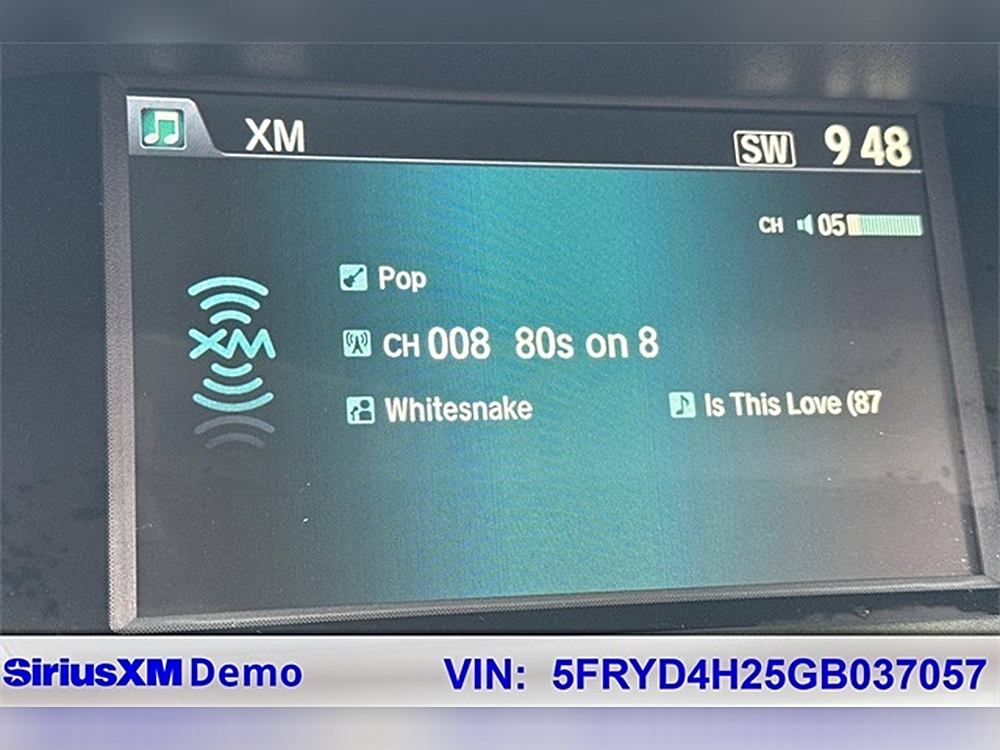 XM SW 9 48
CH 05
Pop
XM CH 008 80s on 8
Whitesnake Is This Love (87
SiriusXM Demo VIN: 5FRYD4H25GB037057